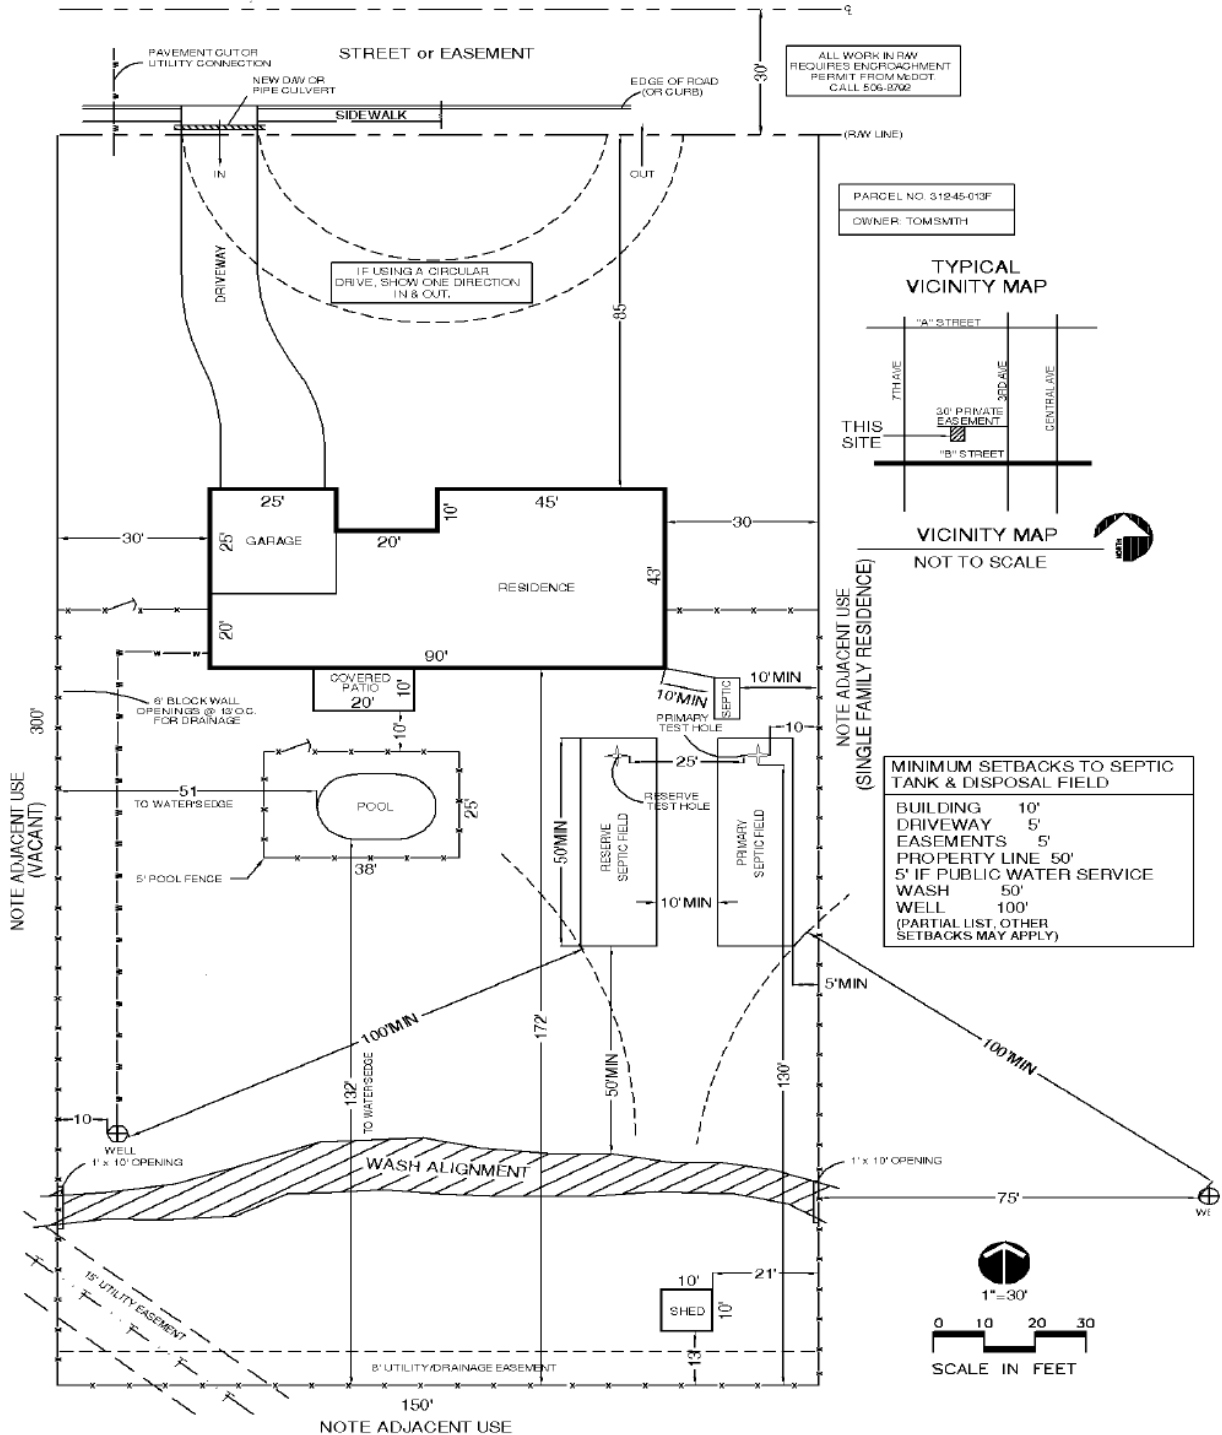 PAVEMENT CUT OR
UTILITY CONNECTION
STREET or EASEMENT
NEW D/W OR
PIPE CULVERT
EDGE OF ROAD
(OR CURB)
30'
ALL WORK IN R/W
REQUIRES ENCROACHMENT
PERMIT FROM McDOT.
CALL 506-8798
SIDEWALK
(R/W LINE)
IN
OUT
PARCEL NO. 312-45-013F
OWNER: TOM SMITH
DRIVEWAY
IF USING A CIRCULAR
DRIVE, SHOW ONE DIRECTION
IN & OUT.
85'
TYPICAL
VICINITY MAP
"A" STREET
7TH AVE
3RD AVE
CENTRAL AVE
30' PRIVATE
EASEMENT
THIS
SITE
"B" STREET
VICINITY MAP
NOT TO SCALE
NORTH
25'
45'
10'
20'
30'
25'
GARAGE
RESIDENCE
43'
30
20'
90'
COVERED
PATIO
20'
10'
10'
6' BLOCK WALL
OPENINGS @ 13' O.C.
FOR DRAINAGE
10'MIN
SEPTIC
10'MIN
PRIMARY
TEST HOLE
10
25'
RESERVE
TEST HOLE
300'
NOTE ADJACENT USE
(VACANT)
NOTE ADJACENT USE
(SINGLE FAMILY RESIDENCE)
51
TO WATERSEDGE
POOL
25'
38'
5' POOL FENCE
50'MIN
RESERVE
SEPTIC FIELD
PRIMARY
SEPTIC FIELD
10'MIN
MINIMUM SETBACKS TO SEPTIC
TANK & DISPOSAL FIELD
BUILDING 10'
DRIVEWAY 5'
EASEMENTS 5'
PROPERTY LINE 50'
5' IF PUBLIC WATER SERVICE
WASH 50'
WELL 100'
(PARTIAL LIST, OTHER
SETBACKS MAY APPLY)
5'MIN
100'MIN
100'MIN
172'
132'
TO WATERSEDGE
50'MIN
130'
10
WELL
1' x 10' OPENING
WASH ALIGNMENT
1' x 10' OPENING
75'
WE
15' UTILITY EASEMENT
10'
21'
SHED
10'
13'
8' UTILITY/DRAINAGE EASEMENT
1"=30'
0 10 20 30
SCALE IN FEET
150'
NOTE ADJACENT USE